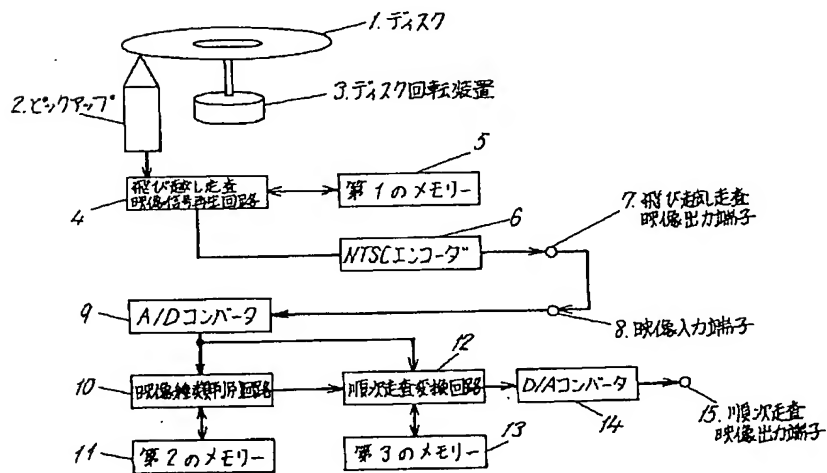 1.ディスク
2.ピックアップ
3.ディスク回転装置
4
飛び越し走査
映像信号再生回路
5
第1のメモリー
6
NTSCエンコーダ
7.飛び越し走査
映像出力端子
8.映像入力端子
9
A/Dコンバータ
10
映像種類判別回路
11
第2のメモリー
12
順次走査変換回路
13
第3のメモリー
D/Aコンバータ
14
15.順次走査
映像出力端子